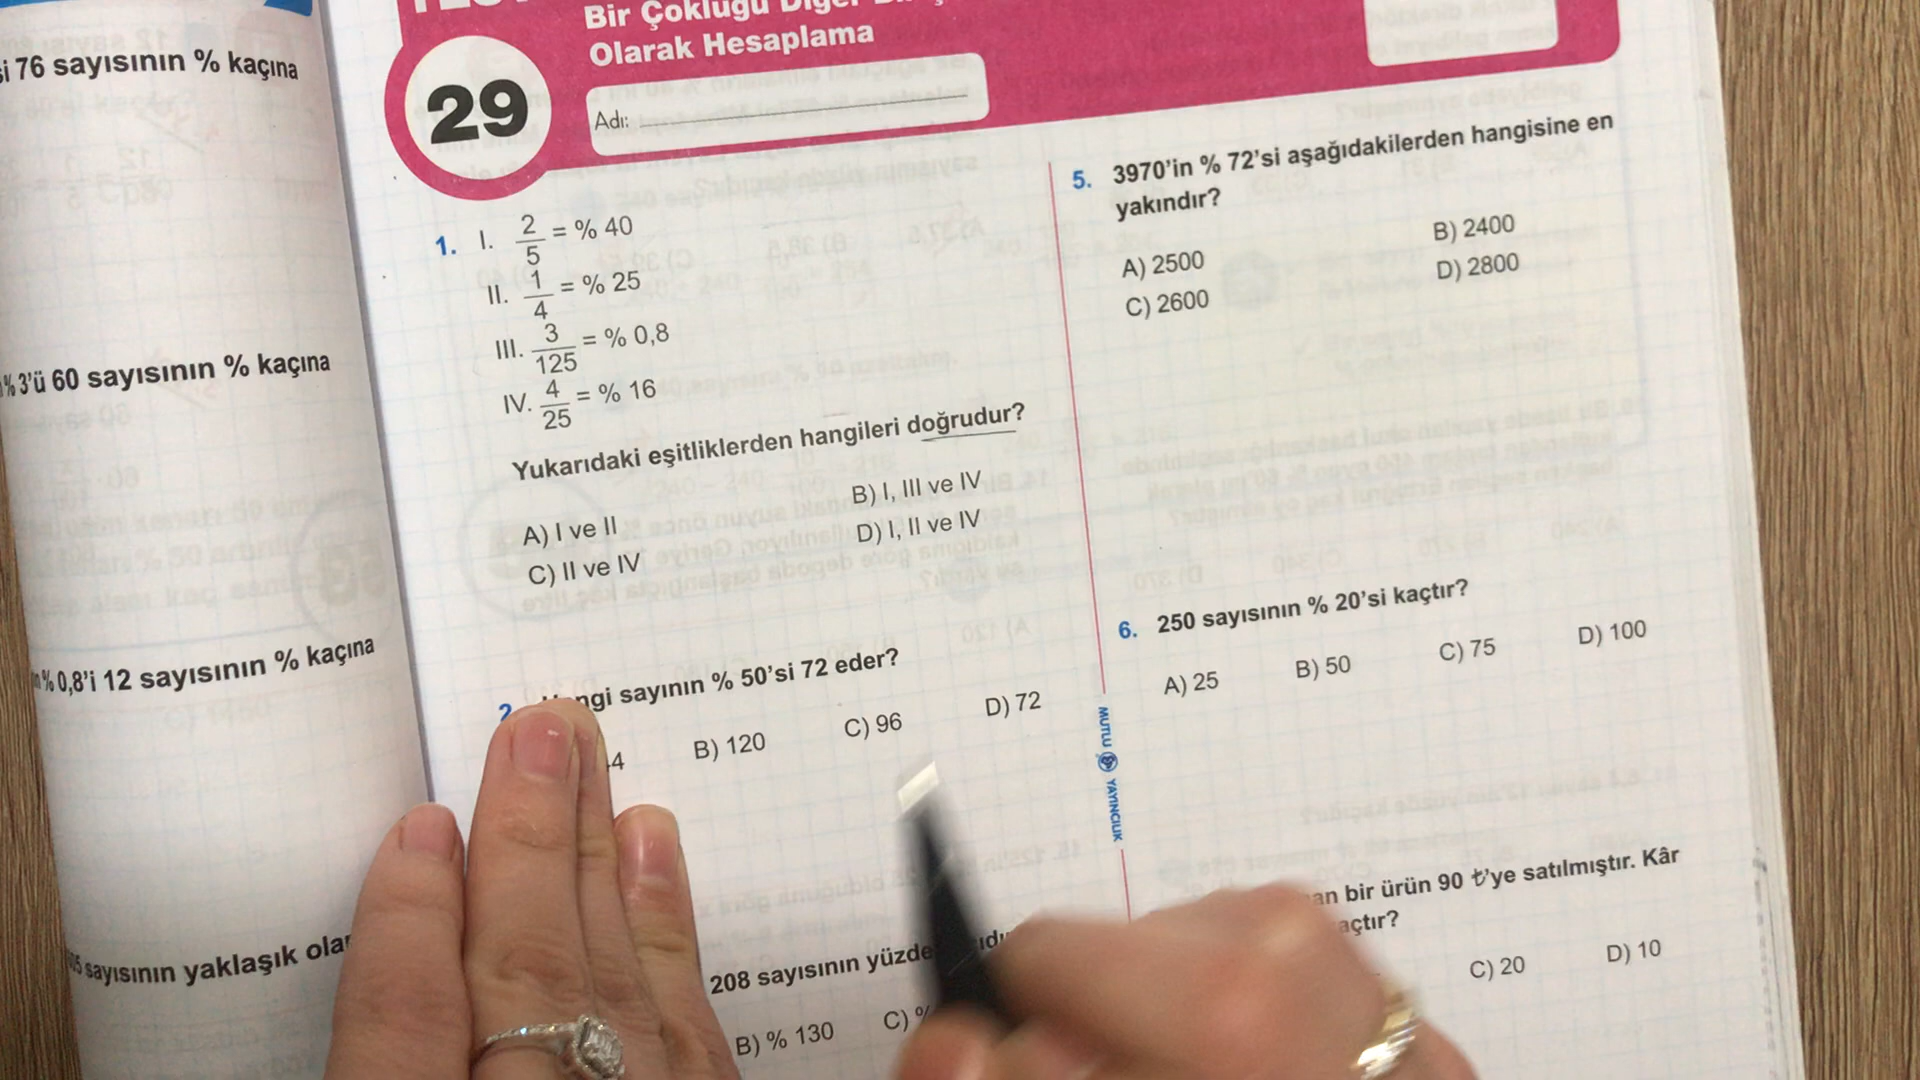 76 sayısının % kaçına
% 3'ü 60 sayısının % kaçına
% 0,8'i 12 sayısının % kaçına
sayısının yaklaşık
Bir Çokluğu
Olarak Hesaplama
29
Adı:
1. I. 2/5 = % 40
II. 1/4 = % 25
III. 3/125 = % 0,8
IV. 4/25 = % 16
Yukarıdaki eşitliklerden hangileri doğrudur?
A) I ve II
B) I, III ve IV
C) II ve IV
D) I, II ve IV
2. sayının % 50'si 72 eder?
B) 120
C) 96
D) 72
208 sayısının
B) % 130
C) %
5. 3970'in % 72'si aşağıdakilerden hangisine en
yakındır?
A) 2500
B) 2400
C) 2600
D) 2800
6. 250 sayısının % 20'si kaçtır?
A) 25
B) 50
C) 75
D) 100
MUTLU YAYINCILIK
bir ürün 90 ₺'ye satılmıştır. Kâr
C) 20
D) 10